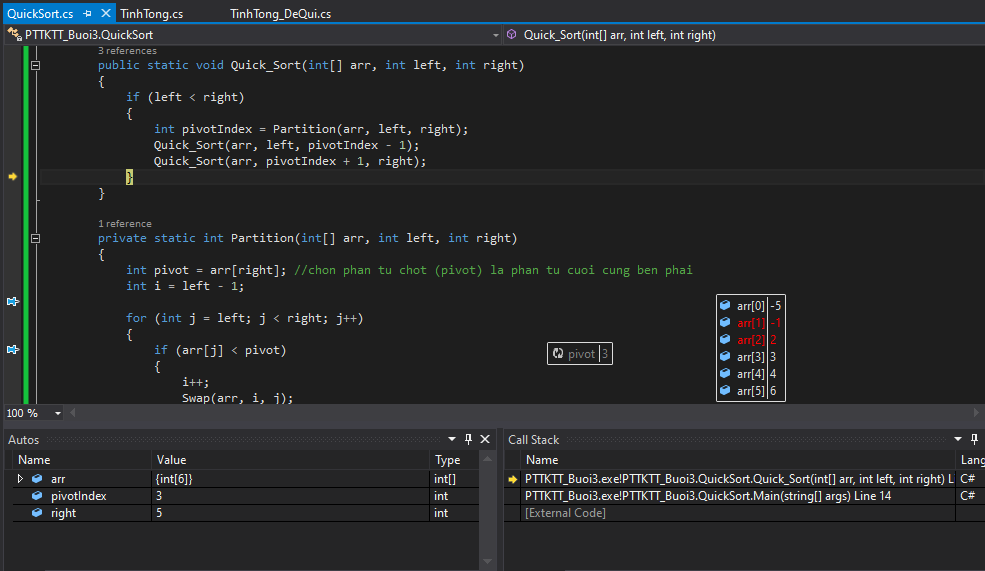 QuickSort.cs TinhTong.cs TinhTong_DeQui.cs
PTTKTT_Buoi3.QuickSort Quick_Sort(int[] arr, int left, int right)
3 references
public static void Quick_Sort(int[] arr, int left, int right)
{
if (left < right)
{
int pivotIndex = Partition(arr, left, right);
Quick_Sort(arr, left, pivotIndex - 1);
Quick_Sort(arr, pivotIndex + 1, right);
}
}
1 reference
private static int Partition(int[] arr, int left, int right)
{
int pivot = arr[right]; //chon phan tu chot (pivot) la phan tu cuoi cung ben phai
int i = left - 1;
for (int j = left; j < right; j++)
{
if (arr[j] < pivot)
{
i++;
Swap(arr, i, j);
pivot 3
arr[0] -5
arr[1] -1
arr[2] 2
arr[3] 3
arr[4] 4
arr[5] 6
100 %
Autos
Name Value Type
arr {int[6]} int[]
pivotIndex 3 int
right 5 int
Call Stack
Name Lang
PTTKTT_Buoi3.exe!PTTKTT_Buoi3.QuickSort.Quick_Sort(int[] arr, int left, int right) L C#
PTTKTT_Buoi3.exe!PTTKTT_Buoi3.QuickSort.Main(string[] args) Line 14 C#
[External Code]